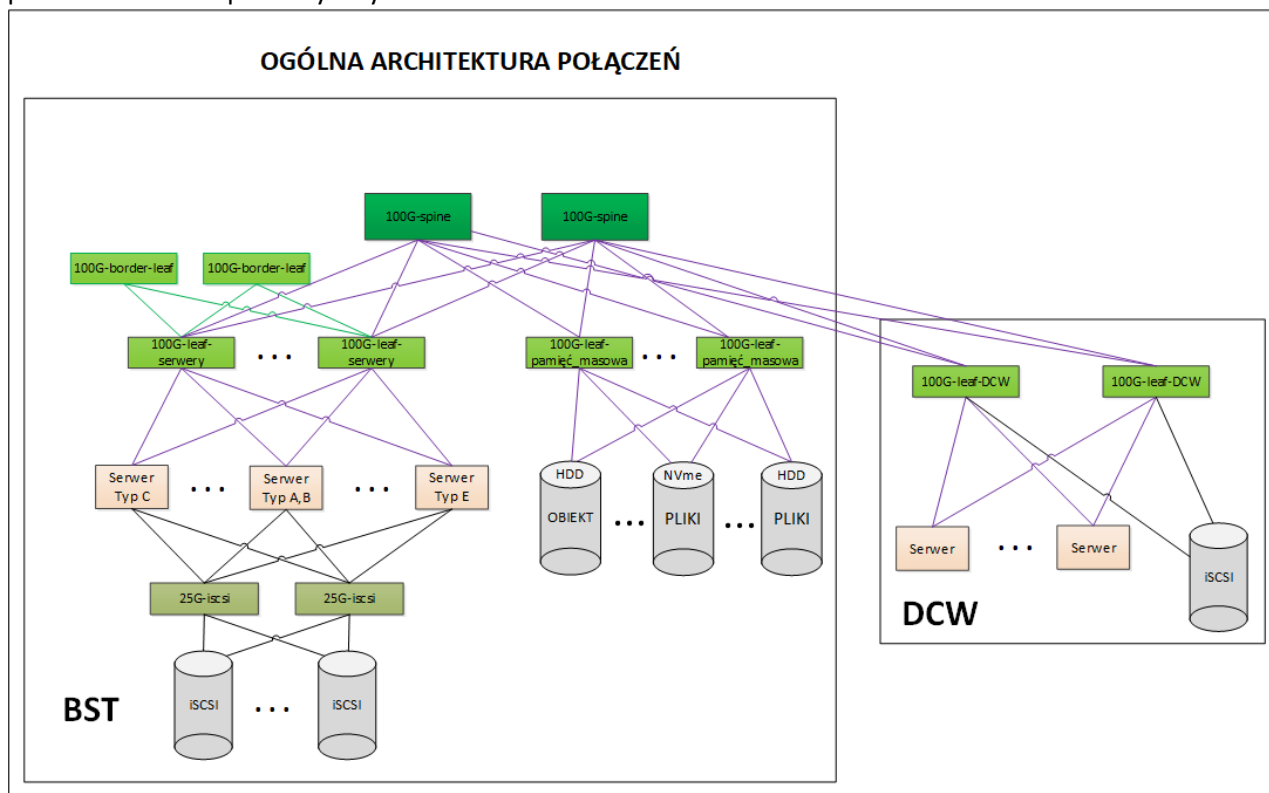 OGÓLNA ARCHITEKTURA POŁĄCZEŃ
100G-spine
100G-spine
100G-border-leaf
100G-border-leaf
100G-leaf-
serwery
...
100G-leaf-
serwery
100G-leaf-
pamięć_masowa
...
100G-leaf-
pamięć_masowa
100G-leaf-DCW
100G-leaf-DCW
Serwer
Typ C
...
Serwer
Typ A,B
...
Serwer
Typ E
HDD
OBIEKT
...
NVme
PLIKI
...
HDD
PLIKI
Serwer
...
Serwer
iSCSI
DCW
25G-iscsi
25G-iscsi
iSCSI
...
iSCSI
BST